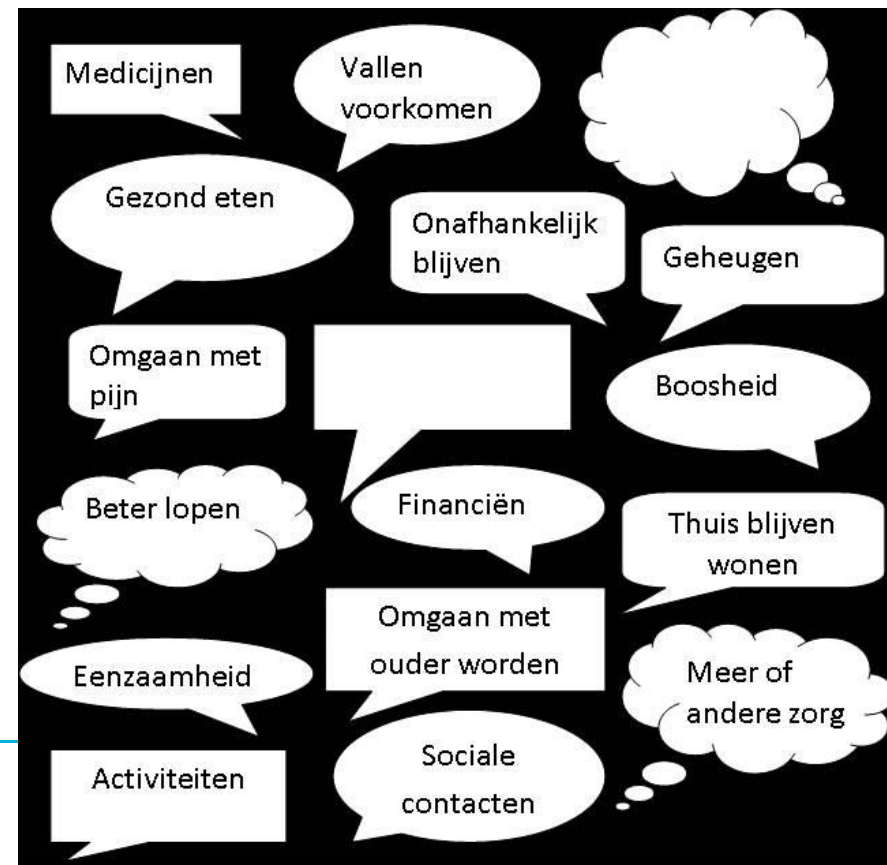 Medicijnen
Vallen
voorkomen
Gezond eten
Onafhankelijk
blijven
Geheugen
Omgaan met
pijn
Boosheid
Beter lopen
Financiën
Thuis blijven
wonen
Omgaan met
ouder worden
Eenzaamheid
Meer of
andere zorg
Activiteiten
Sociale
contacten